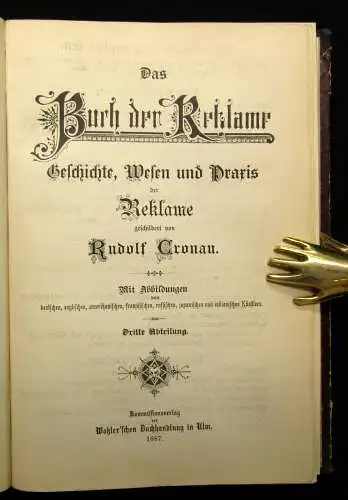 Das
Buch der Reklame
Geschichte, Wesen und Praxis
der
Reklame
geschildert von
Rudolf Cronau.
Mit Abbildungen
von
deutschen, englischen, amerikanischen, französischen, russischen, japanischen und indianischen Künstlern.
Dritte Abteilung.
Kommissionsverlag
der
Wohler'schen Buchhandlung in Ulm.
1887.